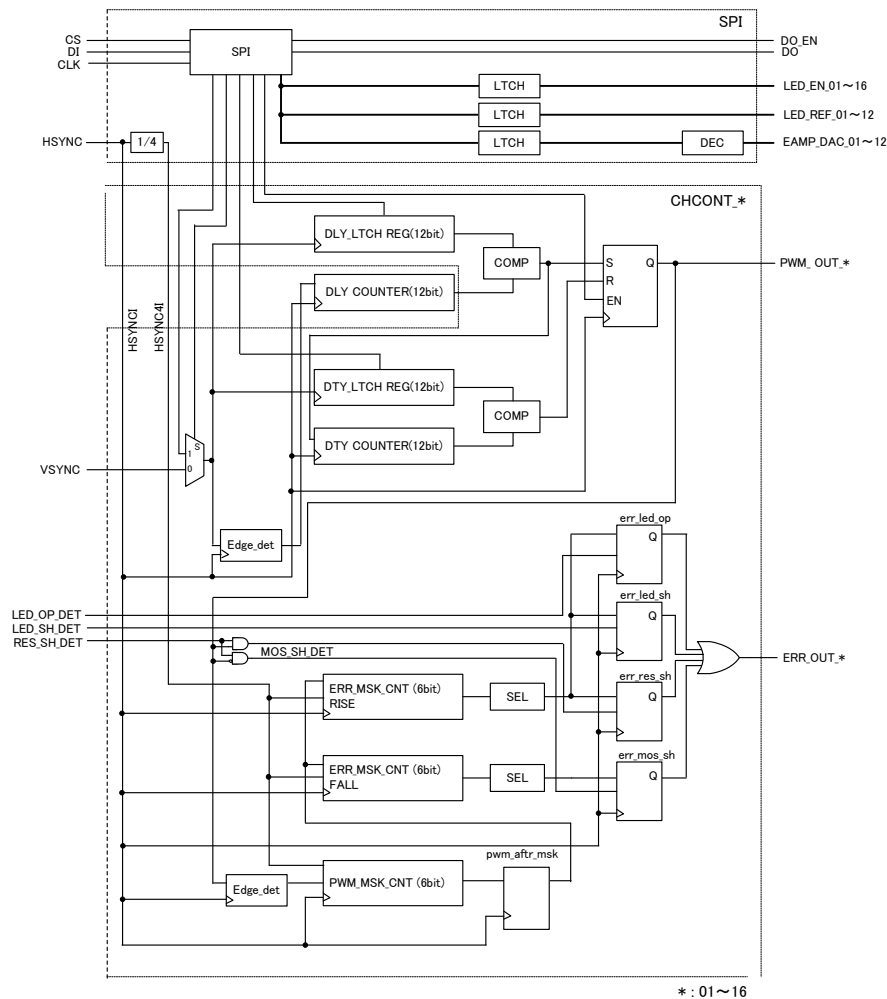 SPI
CS
DI
CLK
SPI
DO_EN
DO
LTCH
LED_EN_01～16
LTCH
LED_REF_01～12
HSYNC
1/4
LTCH
DEC
EAMP_DAC_01～12
CHCONT_*
DLY_LTCH REG(12bit)
COMP
S
Q
R
EN
PWM_ OUT_*
DLY COUNTER(12bit)
HSYNCI
HSYNC4I
DTY_LTCH REG(12bit)
COMP
DTY COUNTER(12bit)
S
1
0
VSYNC
Edge_det
err_led_op
Q
LED_OP_DET
LED_SH_DET
RES_SH_DET
err_led_sh
Q
MOS_SH_DET
ERR_OUT_*
ERR_MSK_CNT (6bit)
RISE
SEL
err_res_sh
Q
ERR_MSK_CNT (6bit)
FALL
SEL
err_mos_sh
Q
pwm_aftr_msk
Edge_det
PWM_MSK_CNT (6bit)
* : 01～16